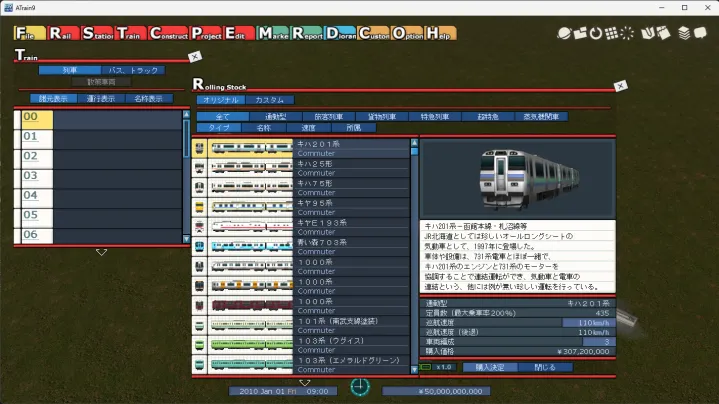 ATrain9
File Rail Station Train Construct Project Edit Market Report Diorama Custom Option Help
Train
列車 バス、トラック
諸元表示 運行表示 名称表示
00
01
02
03
04
05
06
Rolling Stock
オリジナル カスタム
全て 通勤型 旅客列車 貨物列車 特急列車 超特急 蒸気機関車
タイプ 名称 速度 所属
キハ201系
Commuter
キハ25形
Commuter
キハ75形
Commuter
キヤ95系
Commuter
キヤE193系
Commuter
青い森703系
Commuter
1000系
Commuter
1000系
Commuter
1000系
Commuter
101系(南武支線塗装)
Commuter
103系(ウグイス)
Commuter
103系(エメラルドグリーン)
Commuter
キハ201系-函館本線・札沼線等
JR北海道としては珍しいオールロングシートの
気動車として、1997年に登場した。
車体や設備は、731系電車とほぼ一緒で、
キハ201系のエンジンと731系のモーターを
協調することで連結運転ができ、気動車と電車の
連結という、他には例が無い珍しい運転を行っている。
通勤型 キハ201系
定員数(最大乗車率200%) 435
巡航速度 110km/h
巡航速度(後退) 110km/h
車両編成 3
購入価格 ¥307,200,000
x1.0 購入決定 閉じる
2010 Jan 01 Fri 09:00 ¥50,000,000,000